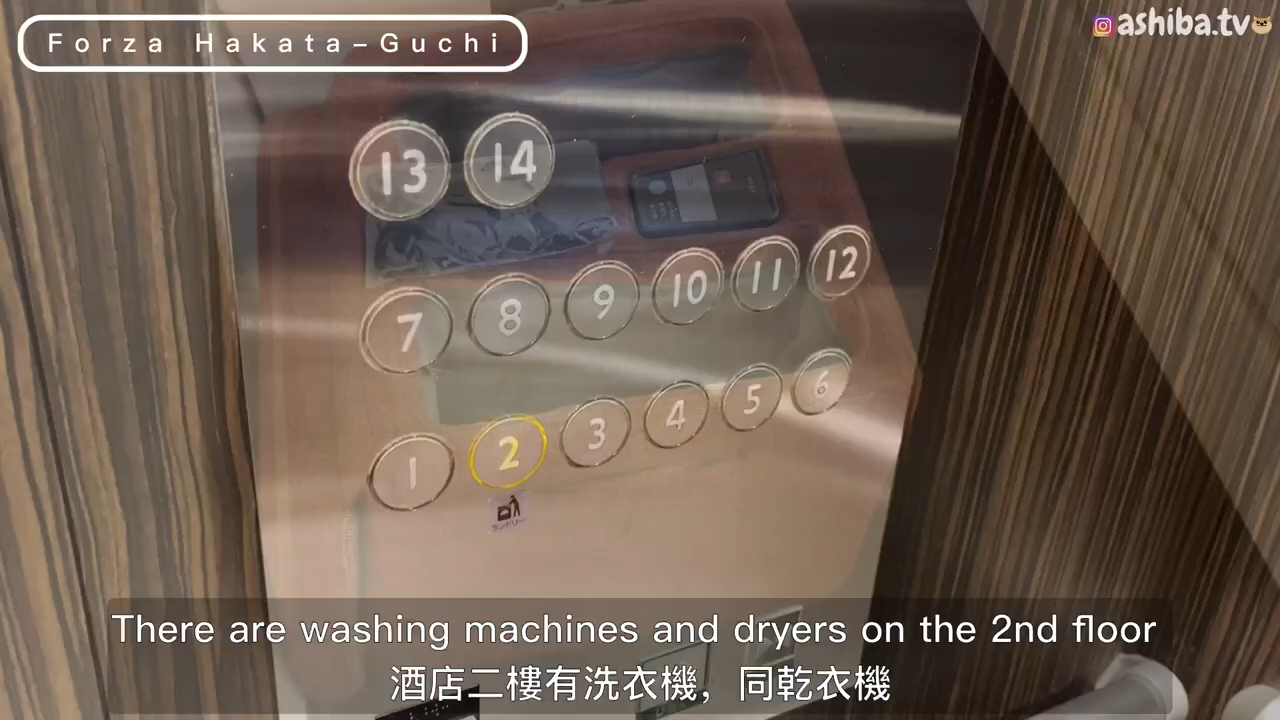 Forza Hakata-Guchi
ashiba.tv
13 14
7 8 9 10 11 12
1 2 3 4 5 6
ランドリー
There are washing machines and dryers on the 2nd floor
酒店二樓有洗衣機，同乾衣機